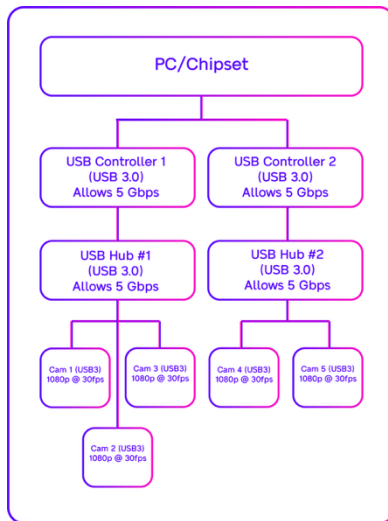 PC/Chipset
USB Controller 1
(USB 3.0)
Allows 5 Gbps
USB Controller 2
(USB 3.0)
Allows 5 Gbps
USB Hub #1
(USB 3.0)
Allows 5 Gbps
USB Hub #2
(USB 3.0)
Allows 5 Gbps
Cam 1 (USB3)
1080p @ 30fps
Cam 3 (USB3)
1080p @ 30fps
Cam 4 (USB3)
1080p @ 30fps
Cam 5 (USB3)
1080p @ 30fps
Cam 2 (USB3)
1080p @ 30fps